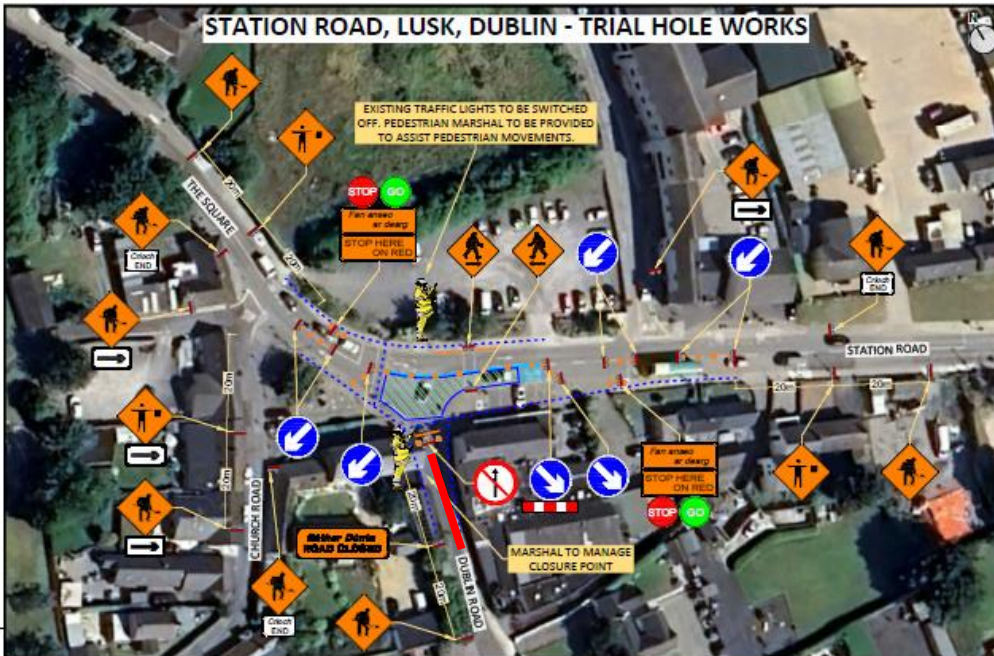 STATION ROAD, LUSK, DUBLIN - TRIAL HOLE WORKS
N
EXISTING TRAFFIC LIGHTS TO BE SWITCHED
OFF. PEDESTRIAN MARSHAL TO BE PROVIDED
TO ASSIST PEDESTRIAN MOVEMENTS.
20m
THE SQUARE
STOP
GO
Fan anseo
ar dearg
STOP HERE
ON RED
Críoch
END
20m
Críoch
END
STATION ROAD
20m
20m
20m
20m
CHURCH ROAD
Fan anseo
ar dearg
STOP HERE
ON RED
STOP
GO
Bóthar Dúnta
ROAD CLOSED
20m
MARSHAL TO MANAGE
CLOSURE POINT
DUBLIN ROAD
20m
Críoch
END